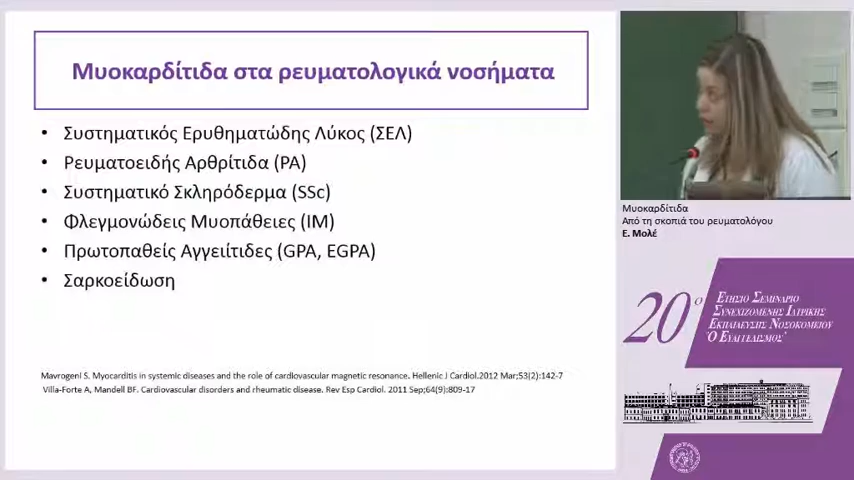 Μυοκαρδίτιδα στα ρευματολογικά νοσήματα
• Συστηματικός Ερυθηματώδης Λύκος (ΣΕΛ)
• Ρευματοειδής Αρθρίτιδα (ΡΑ)
• Συστηματικό Σκληρόδερμα (SSc)
• Φλεγμονώδεις Μυοπάθειες (IM)
• Πρωτοπαθείς Αγγειίτιδες (GPA, EGPA)
• Σαρκοείδωση
Mavrogeni S. Myocarditis in systemic diseases and the role of cardiovascular magnetic resonance. Hellenic J Cardiol.2012 Mar;53(2):142-7
Villa-Forte A, Mandell BF. Cardiovascular disorders and rheumatic disease. Rev Esp Cardiol. 2011 Sep;64(9):809-17
Μυοκαρδίτιδα
Από τη σκοπιά του ρευματολόγου
Ε. Μολέ
20ο
ΕΤΗΣΙΟ ΣΕΜΙΝΑΡΙΟ
ΣΥΝΕΧΙΖΟΜΕΝΗΣ ΙΑΤΡΙΚΗΣ
ΕΚΠΑΙΔΕΥΣΗΣ ΝΟΣΟΚΟΜΕΙΟΥ
'Ο ΕΥΑΓΓΕΛΙΣΜΟΣ'